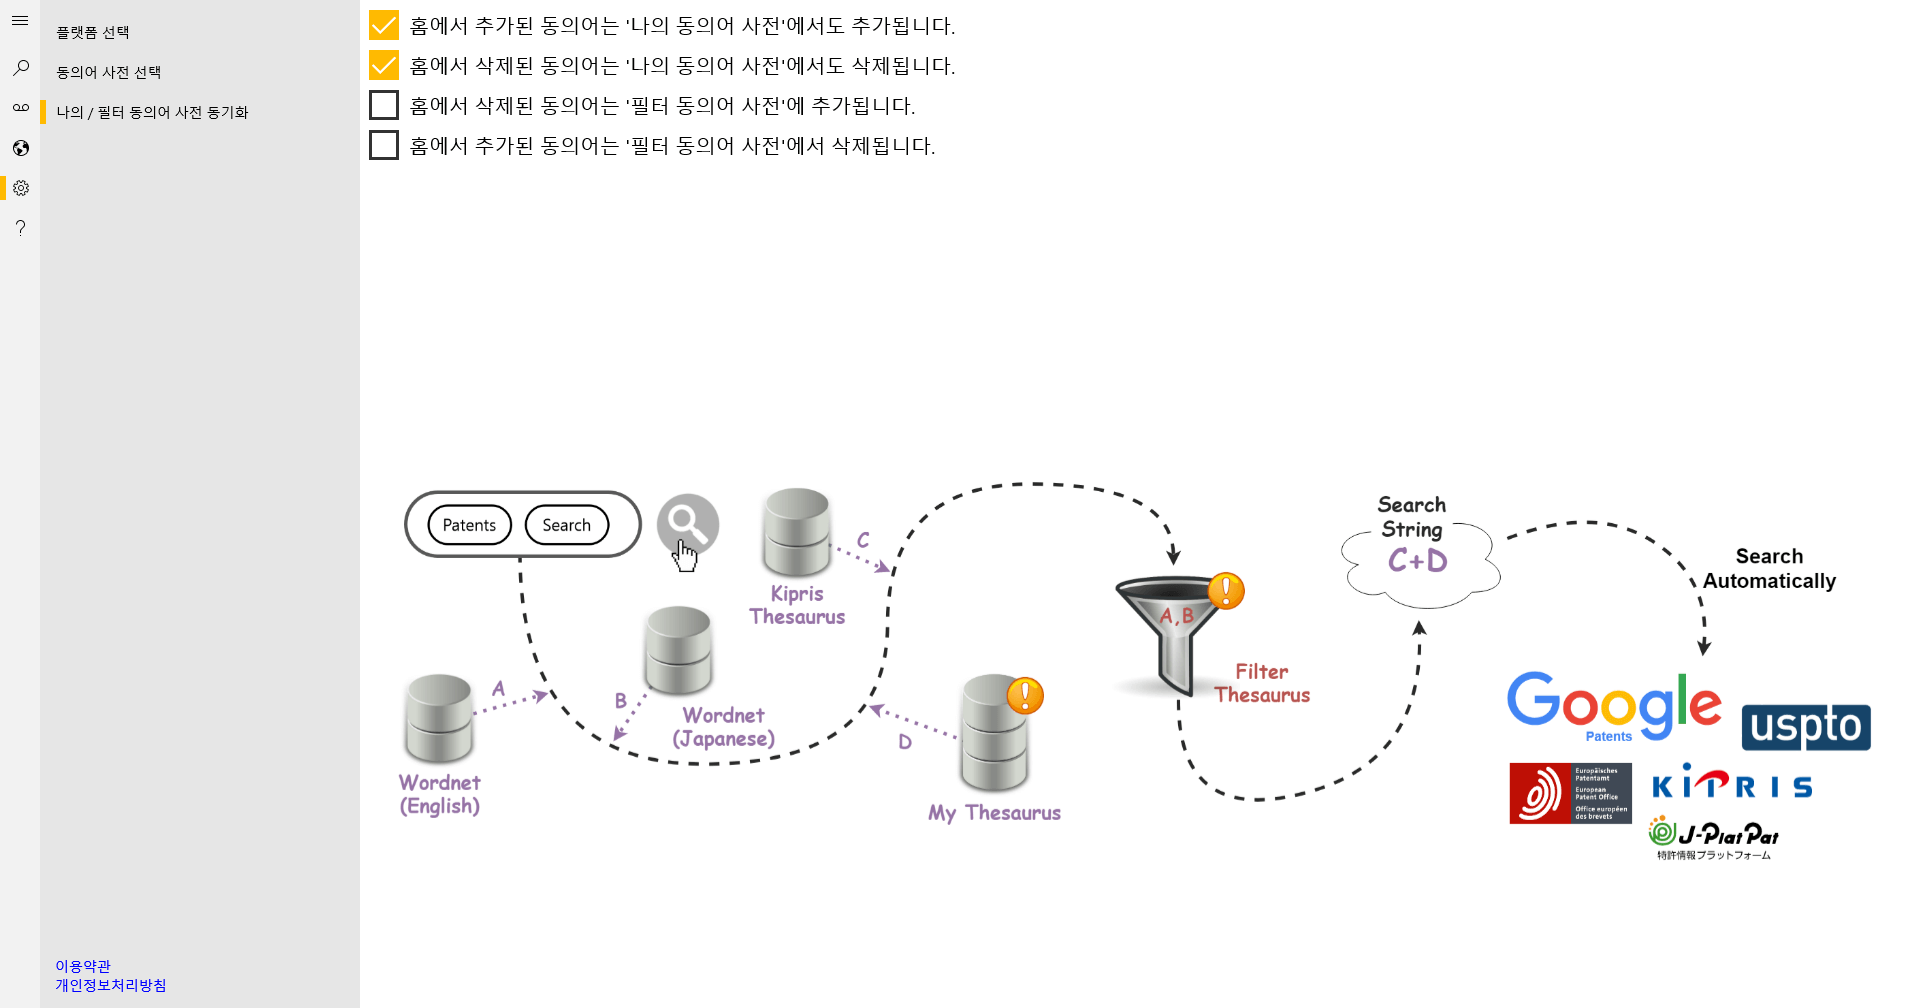 플랫폼 선택
동의어 사전 선택
나의 / 필터 동의어 사전 동기화
이용약관
개인정보처리방침
홈에서 추가된 동의어는 '나의 동의어 사전'에서도 추가됩니다.
홈에서 삭제된 동의어는 '나의 동의어 사전'에서도 삭제됩니다.
홈에서 삭제된 동의어는 '필터 동의어 사전'에 추가됩니다.
홈에서 추가된 동의어는 '필터 동의어 사전'에서 삭제됩니다.
Patents
Search
A
Wordnet
(English)
B
Wordnet
(Japanese)
C
Kipris
Thesaurus
D
My Thesaurus
A,B
Filter
Thesaurus
Search
String
C+D
Search
Automatically
Google
Patents
uspto
Europäisches
Patentamt
European
Patent Office
Office européen
des brevets
KIPRIS
J-PlatPat
特許情報プラットフォーム